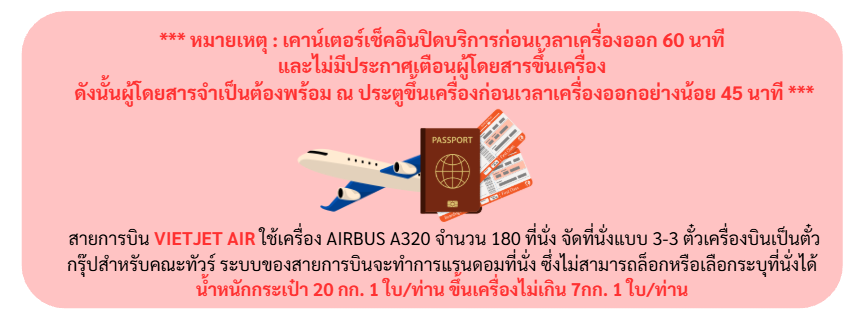 *** หมายเหตุ : เคาน์เตอร์เช็คอินปิดบริการก่อนเวลาเครื่องออก 60 นาที
และไม่มีประกาศเตือนผู้โดยสารขึ้นเครื่อง
ดังนั้นผู้โดยสารจำเป็นต้องพร้อม ณ ประตูขึ้นเครื่องก่อนเวลาเครื่องออกอย่างน้อย 45 นาที ***
PASSPORT
สายการบิน VIETJET AIR ใช้เครื่อง AIRBUS A320 จำนวน 180 ที่นั่ง จัดที่นั่งแบบ 3-3 ตั๋วเครื่องบินเป็นตั๋ว
กรุ๊ปสำหรับคณะทัวร์ ระบบของสายการบินจะทำการแรนดอมที่นั่ง ซึ่งไม่สามารถล็อกหรือเลือกระบุที่นั่งได้
น้ำหนักกระเป๋า 20 กก. 1 ใบ/ท่าน ขึ้นเครื่องไม่เกิน 7กก. 1 ใบ/ท่าน